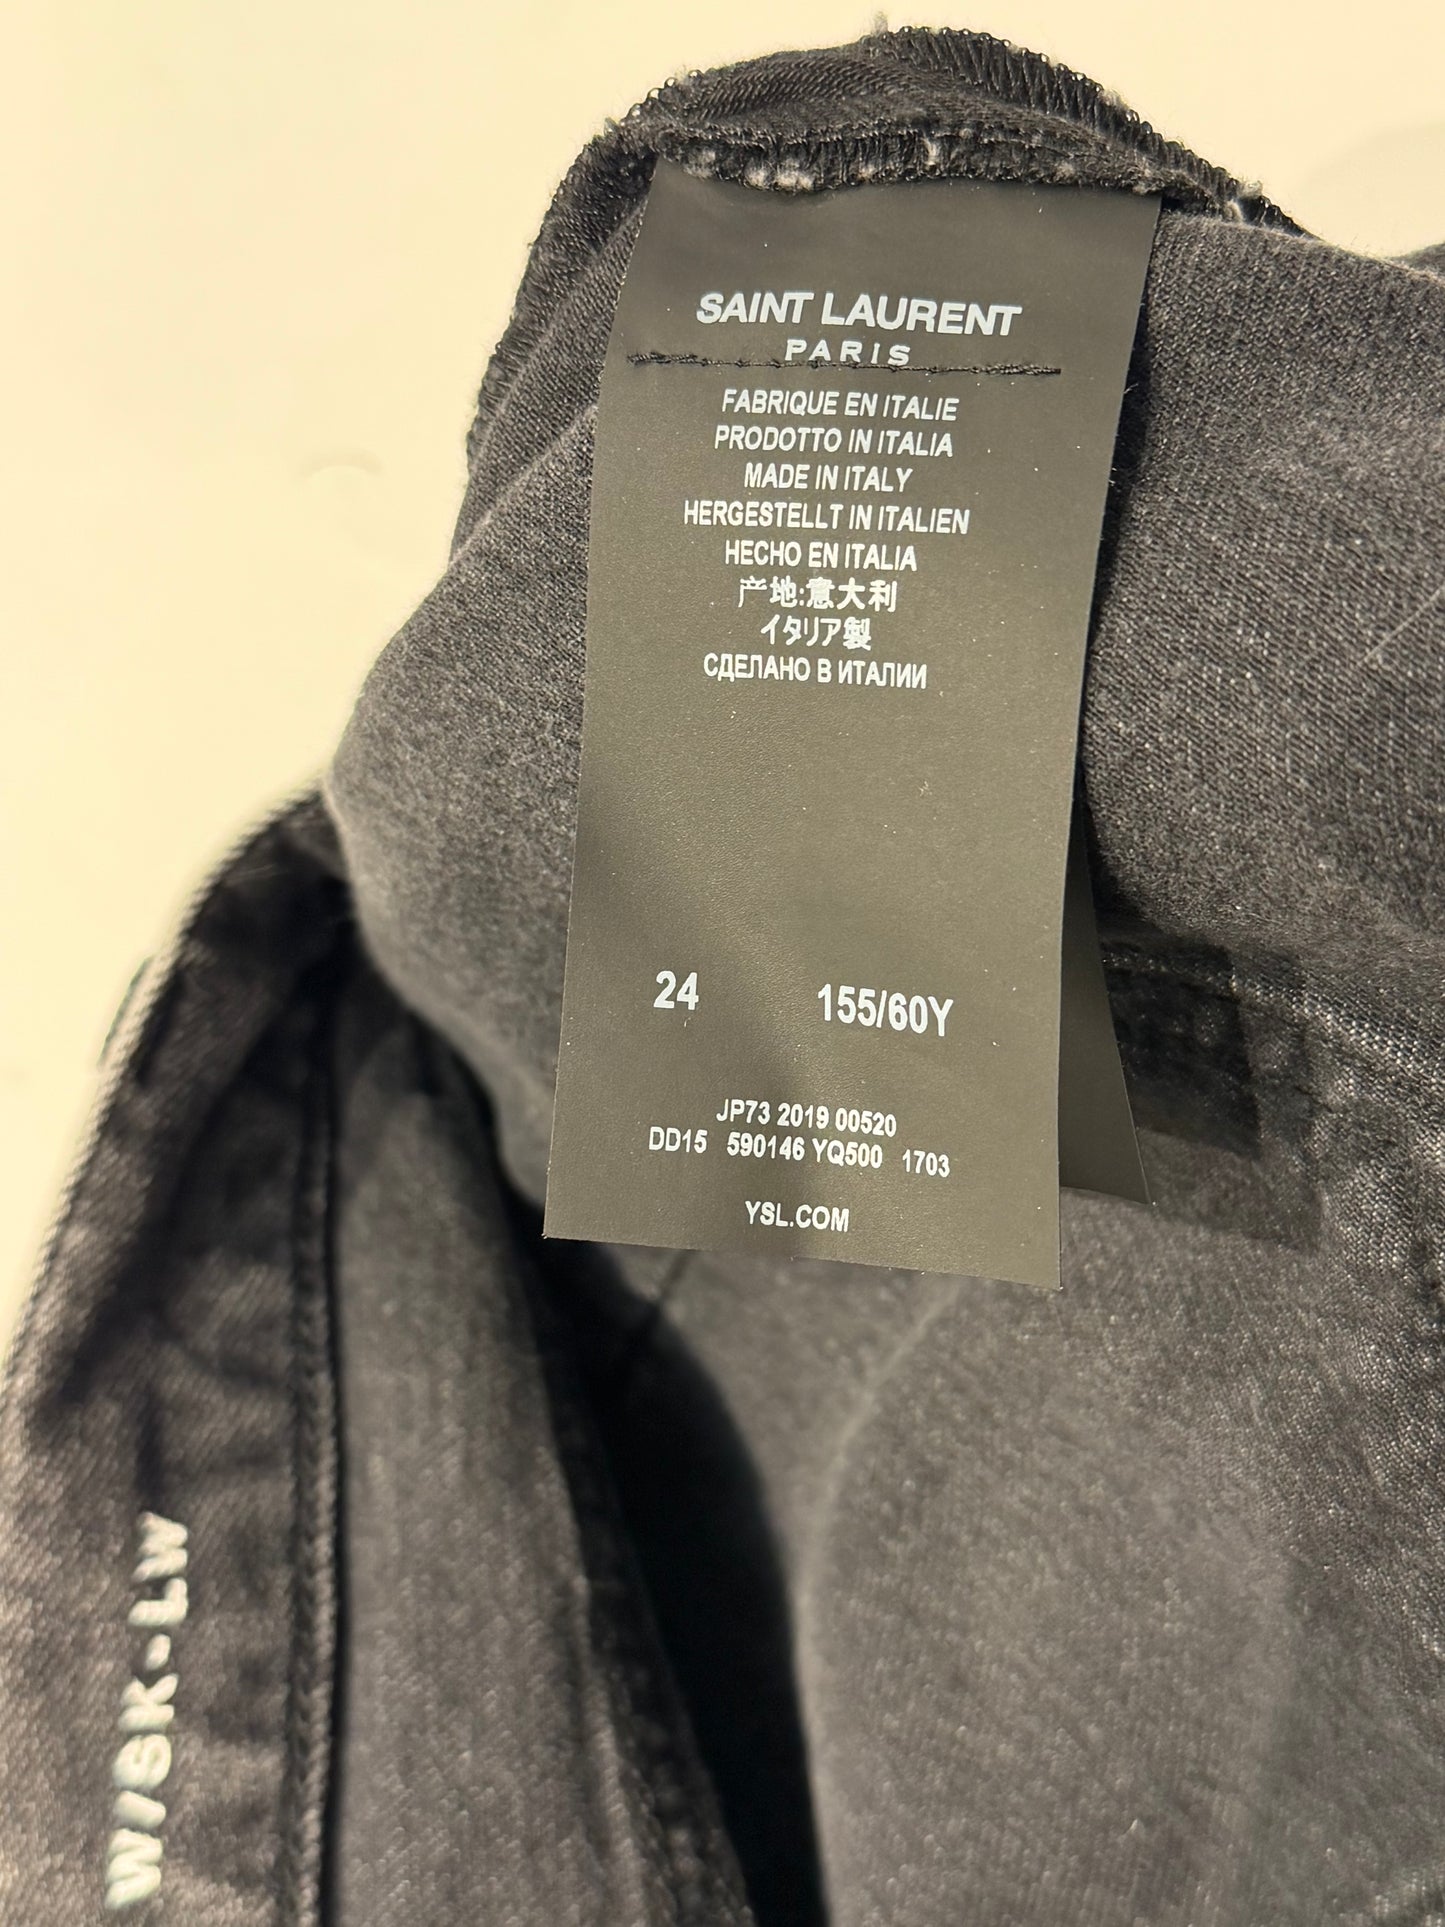 SAINT LAURENT
PARIS
FABRIQUE EN ITALIE
PRODOTTO IN ITALIA
MADE IN ITALY
HERGESTELLT IN ITALIEN
HECHO EN ITALIA
产地:意大利
イタリア製
СДЕЛАНО В ИТАЛИИ
24 155/60Y
JP73 2019 00520
DD15 590146 YQ500 1703
YSL.COM
W/SK-LW